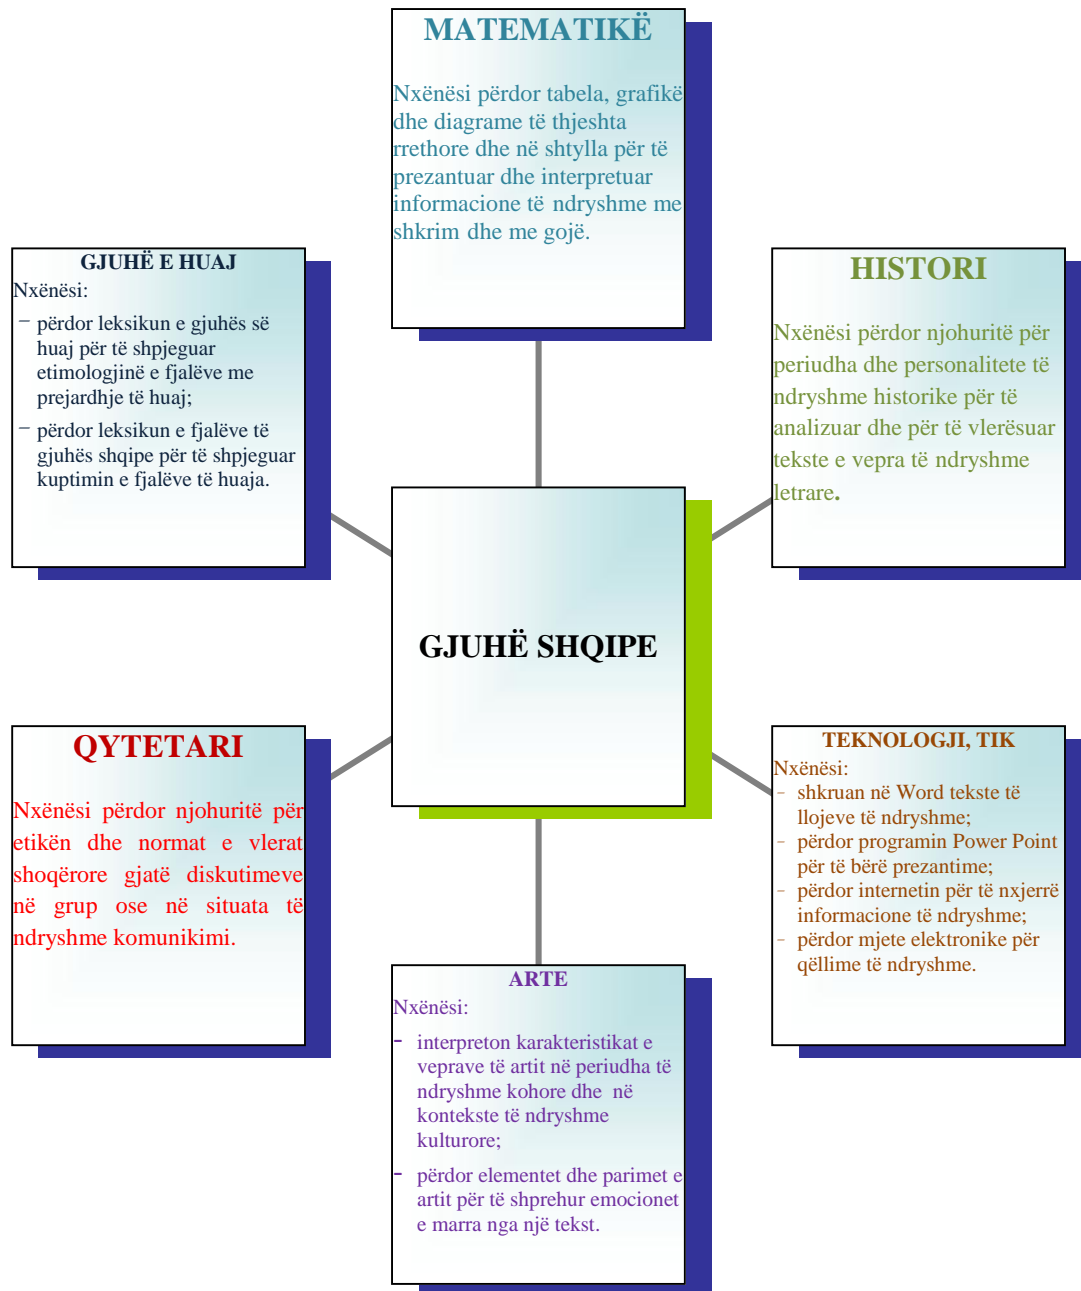 MATEMATIKË
Nxënësi përdor tabela, grafikë
dhe diagrame të thjeshta
rrethore dhe në shtylla për të
prezantuar dhe interpretuar
informacione të ndryshme me
shkrim dhe me gojë.
GJUHË E HUAJ
Nxënësi:
− përdor leksikun e gjuhës së
huaj për të shpjeguar
etimologjinë e fjalëve me
prejardhje të huaj;
− përdor leksikun e fjalëve të
gjuhës shqipe për të shpjeguar
kuptimin e fjalëve të huaja.
HISTORI
Nxënësi përdor njohuritë për
periudha dhe personalitete të
ndryshme historike për të
analizuar dhe për të vlerësuar
tekste e vepra të ndryshme
letrare.
GJUHË SHQIPE
QYTETARI
Nxënësi përdor njohuritë për
etikën dhe normat e vlerat
shoqërore gjatë diskutimeve
në grup ose në situata të
ndryshme komunikimi.
TEKNOLOGJI, TIK
Nxënësi:
- shkruan në Word tekste të
llojeve të ndryshme;
- përdor programin Power Point
për të bërë prezantime;
- përdor internetin për të nxjerrë
informacione të ndryshme;
- përdor mjete elektronike për
qëllime të ndryshme.
ARTE
Nxënësi:
- interpreton karakteristikat e
veprave të artit në periudha të
ndryshme kohore dhe në
kontekste të ndryshme
kulturore;
- përdor elementet dhe parimet e
artit për të shprehur emocionet
e marra nga një tekst.